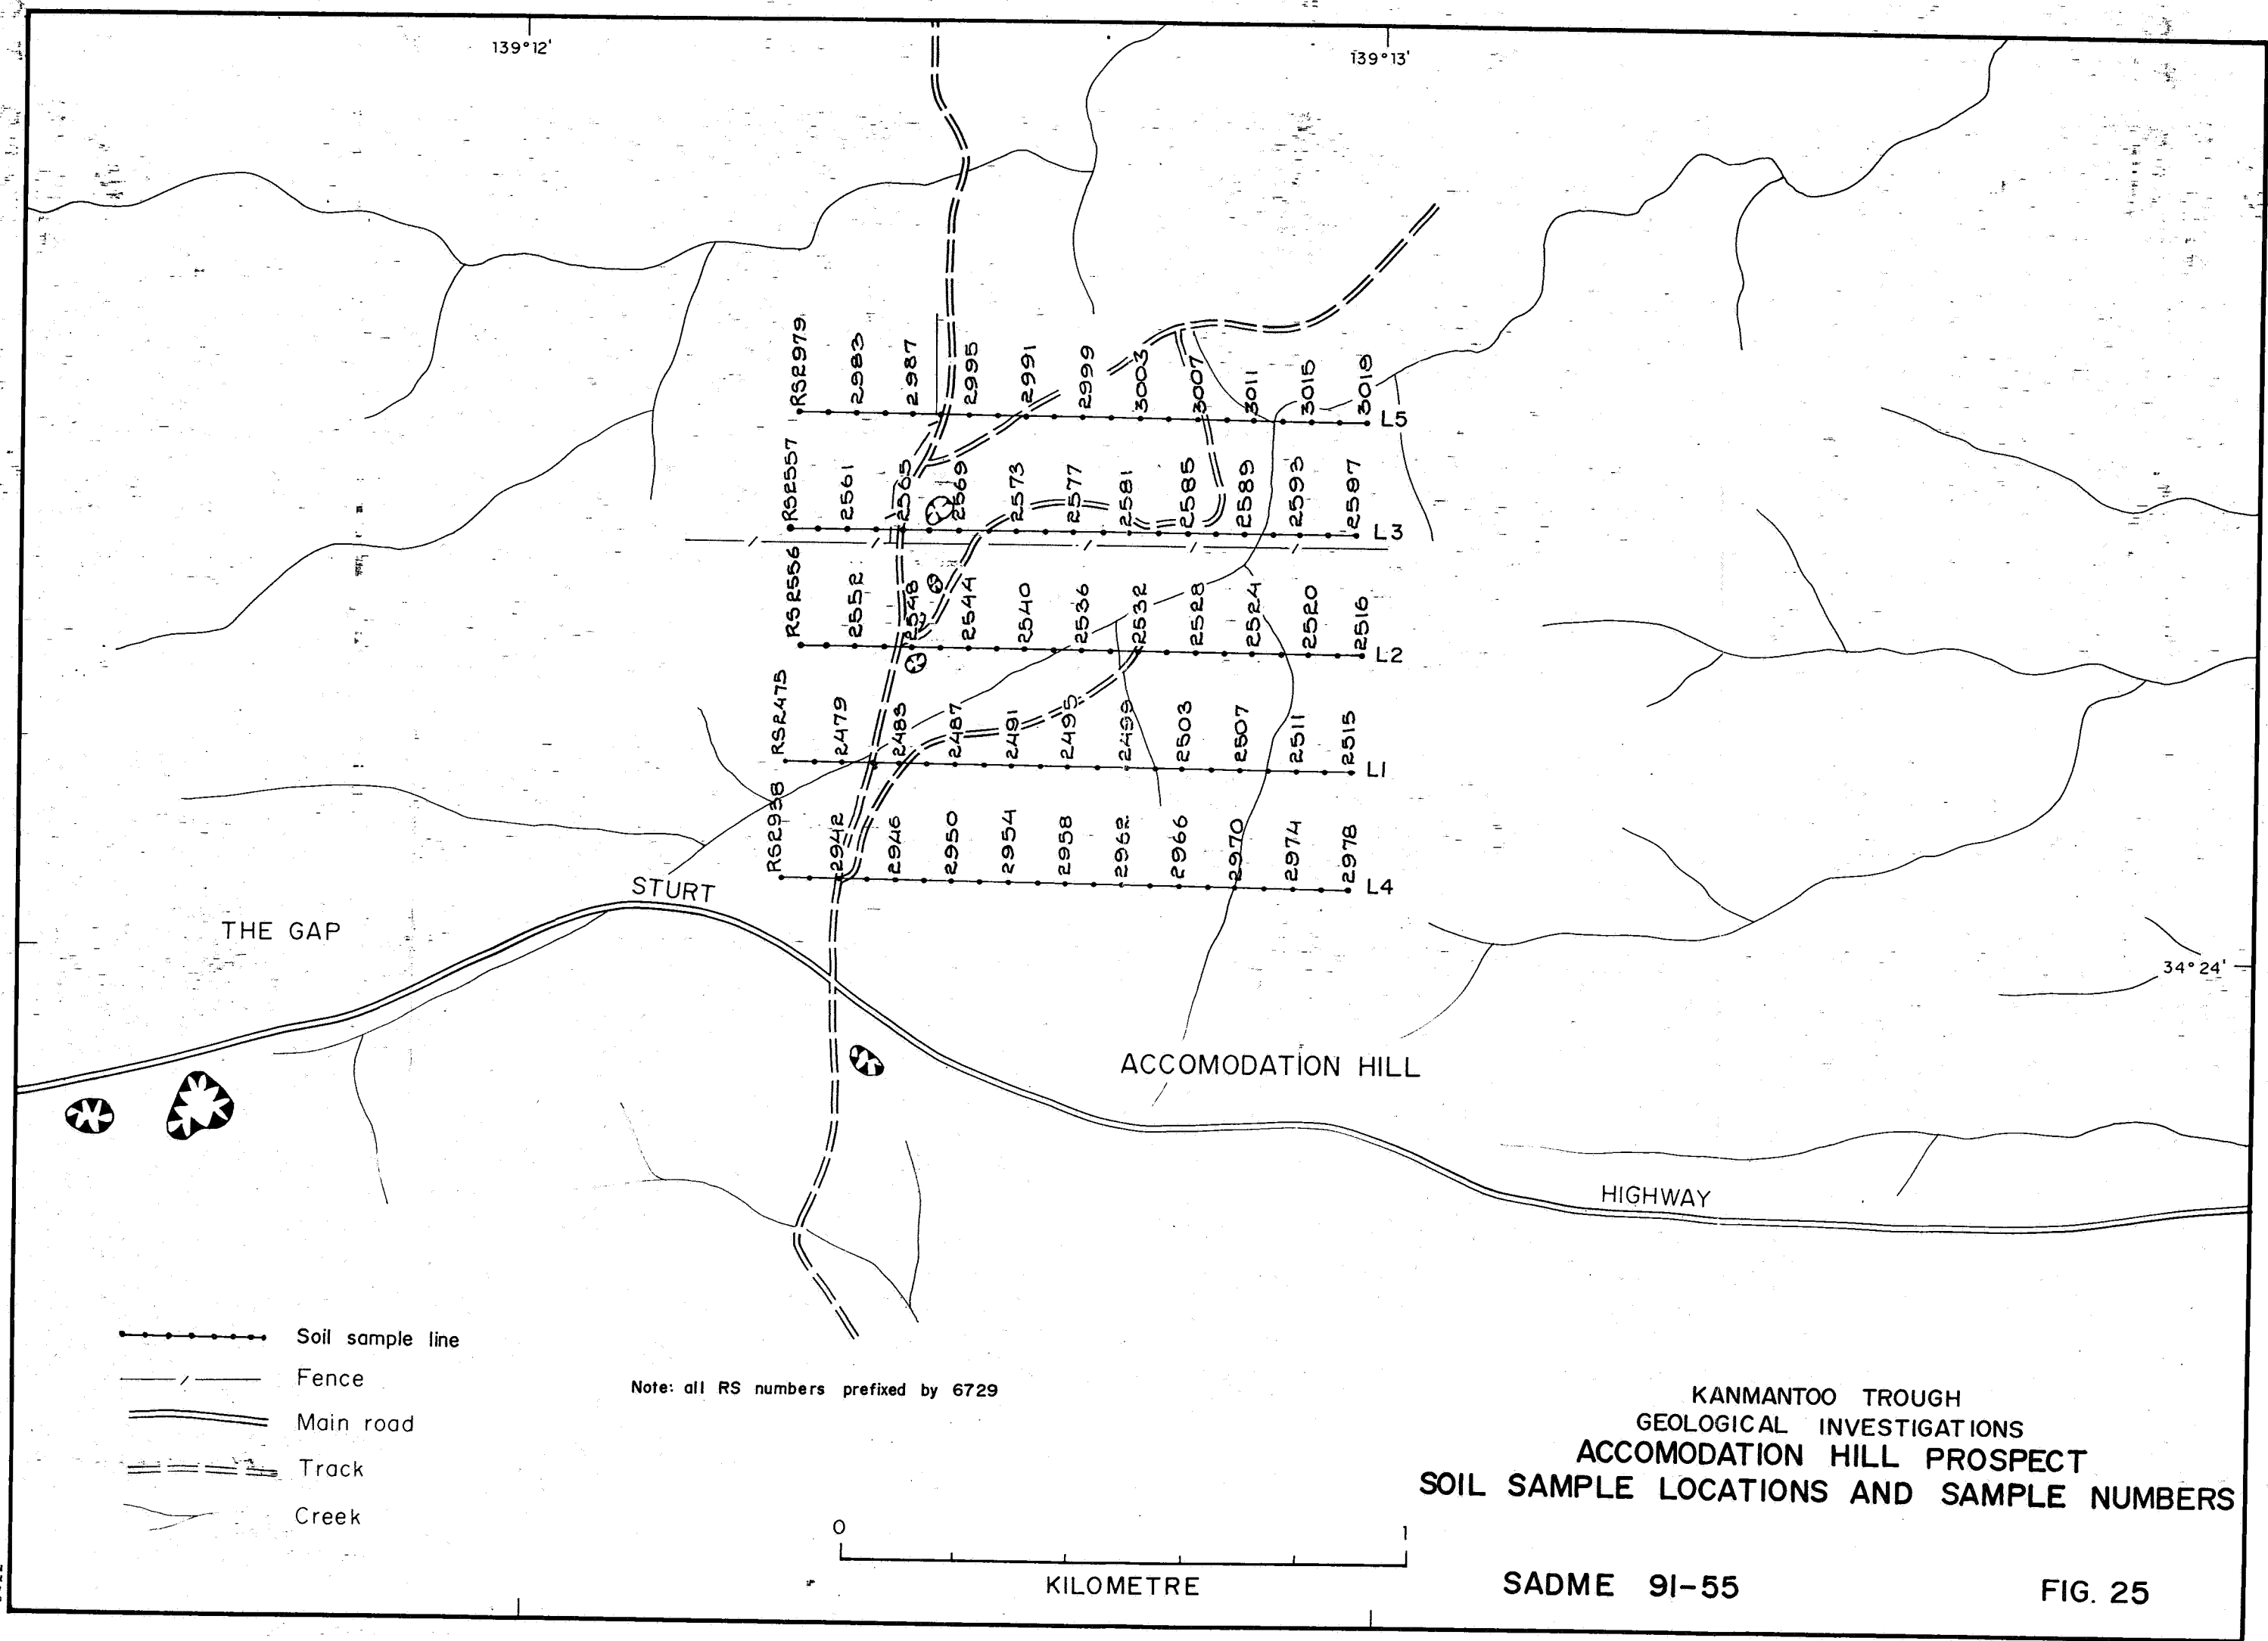 139°12'
139°13'
RS2979 2983 2987 2995 2991 2999 3003 3007 3011 3015 3019
L5
RS2557 2561 2565 2569 2573 2577 2581 2585 2589 2593 2597
L3
RS2556 2552 2548 2544 2540 2536 2532 2528 2524 2520 2516
L2
RS2475 2479 2483 2487 2491 2495 2499 2503 2507 2511 2515
L1
RS2938 2942 2946 2950 2954 2958 2962 2966 2970 2974 2978
L4
STURT
THE GAP
34°24'
ACCOMODATION HILL
HIGHWAY
Soil sample line
Fence
Main road
Track
Creek
Note: all RS numbers prefixed by 6729
0 1
KILOMETRE
KANMANTOO TROUGH
GEOLOGICAL INVESTIGATIONS
ACCOMODATION HILL PROSPECT
SOIL SAMPLE LOCATIONS AND SAMPLE NUMBERS
SADME 91-55
FIG. 25